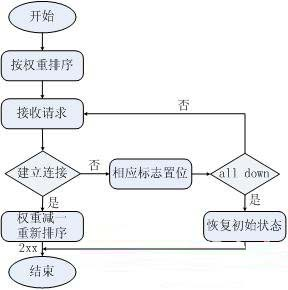 开始
按权重排序
接收请求
否
建立连接
否
相应标志置位
all down
是
是
权重减一
重新排序
恢复初始状态
2xx
结束